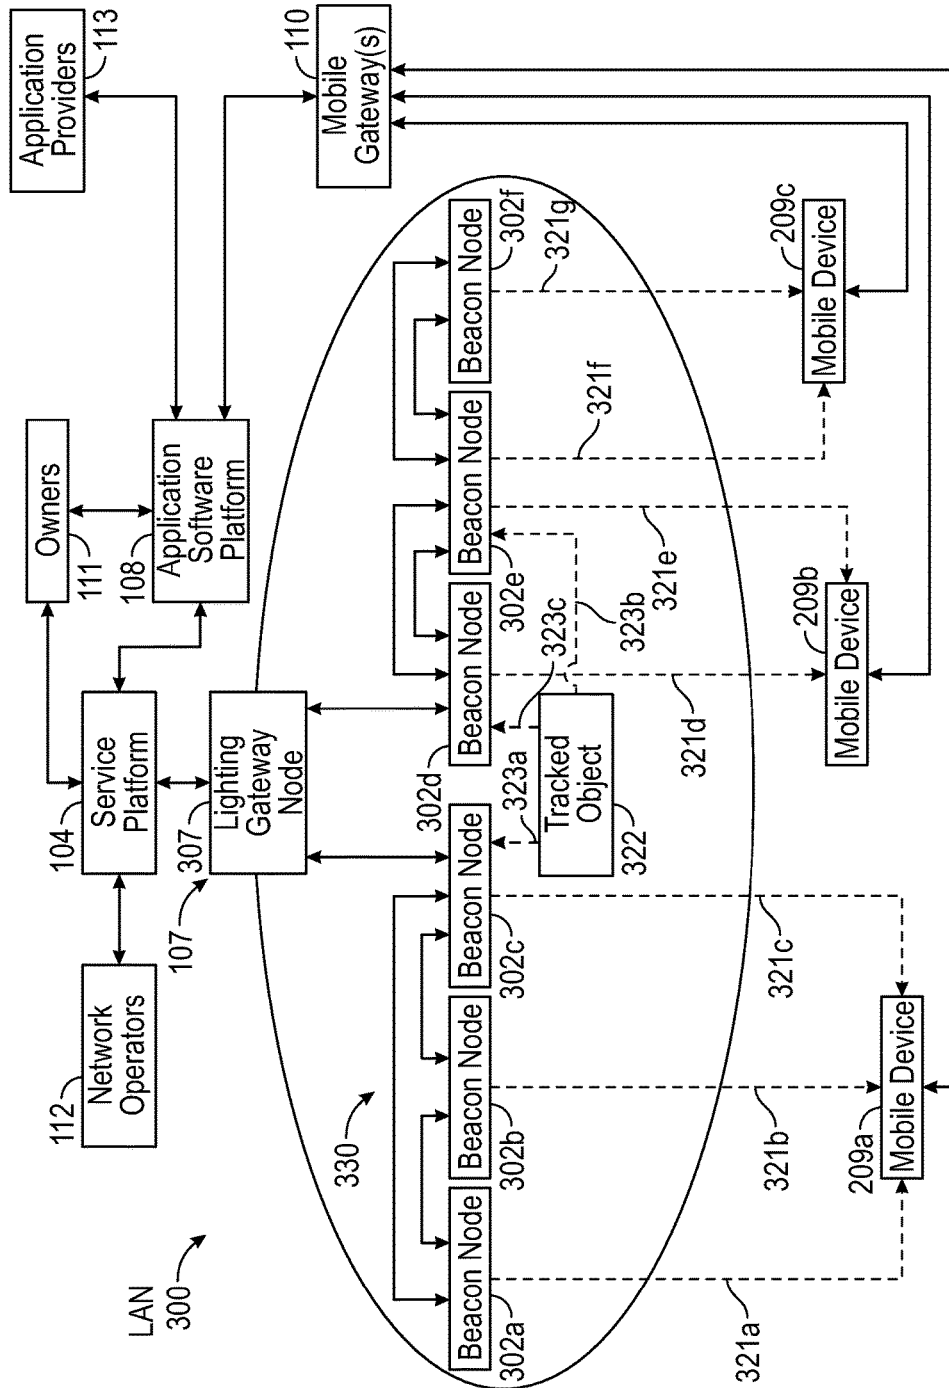 LAN
300
112
Network
Operators
104
Service
Platform
Owners
111
108
Application
Software
Platform
Application
Providers
113
107
307
Lighting
Gateway
Node
110
Mobile
Gateway(s)
330
Beacon Node
302a
Beacon Node
302b
Beacon Node
302c
302d
Beacon Node
Beacon Node
302e
Beacon Node
302f
323a
323c
323b
Tracked
Object
322
321a
321b
321c
321d
321e
321f
321g
209a
Mobile Device
209b
Mobile Device
209c
Mobile Device